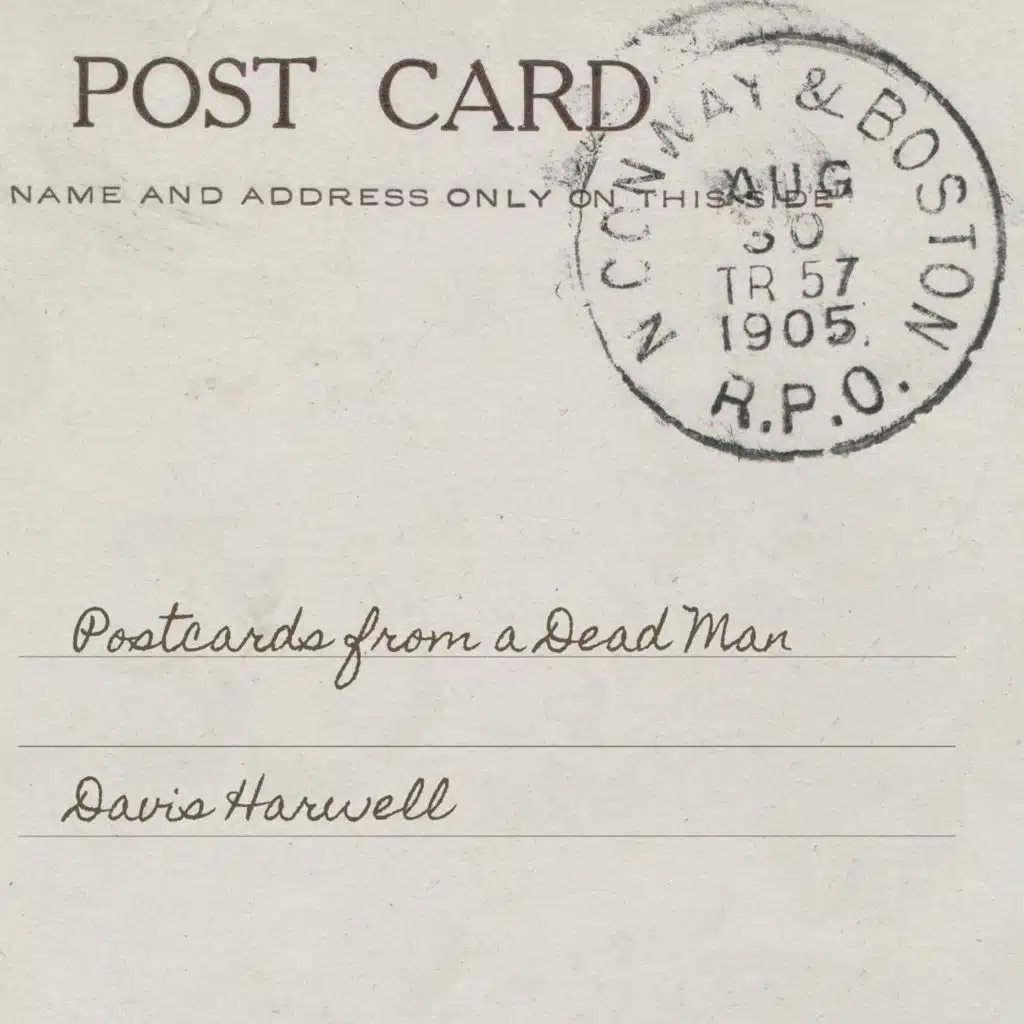 POST CARD
NAME AND ADDRESS ONLY ON THIS SIDE
N CONWAY & BOSTON
AUG
30
TR 57
1905.
R.P.O.
Postcards from a Dead Man
Davis Harwell